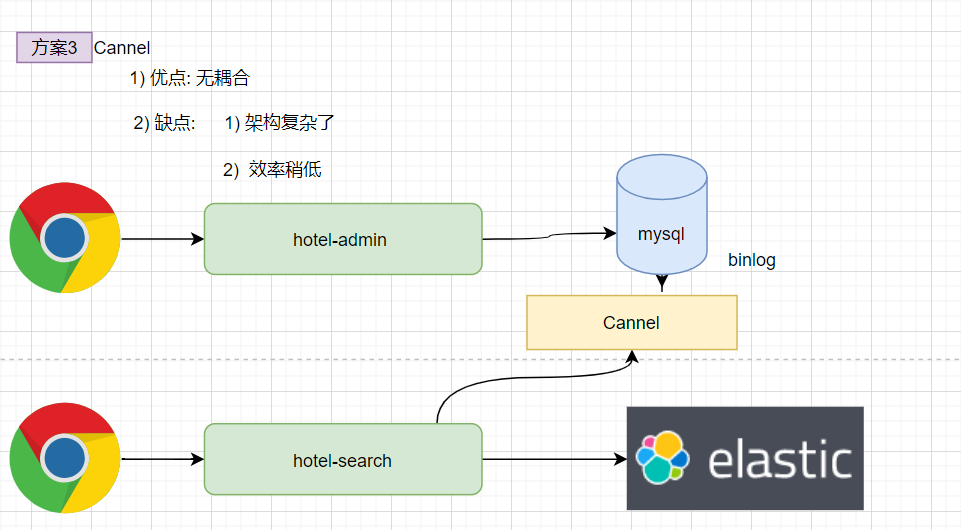 方案3 Cannel
1) 优点: 无耦合
2) 缺点: 1) 架构复杂了
2) 效率稍低
hotel-admin
mysql
binlog
Cannel
hotel-search
elastic